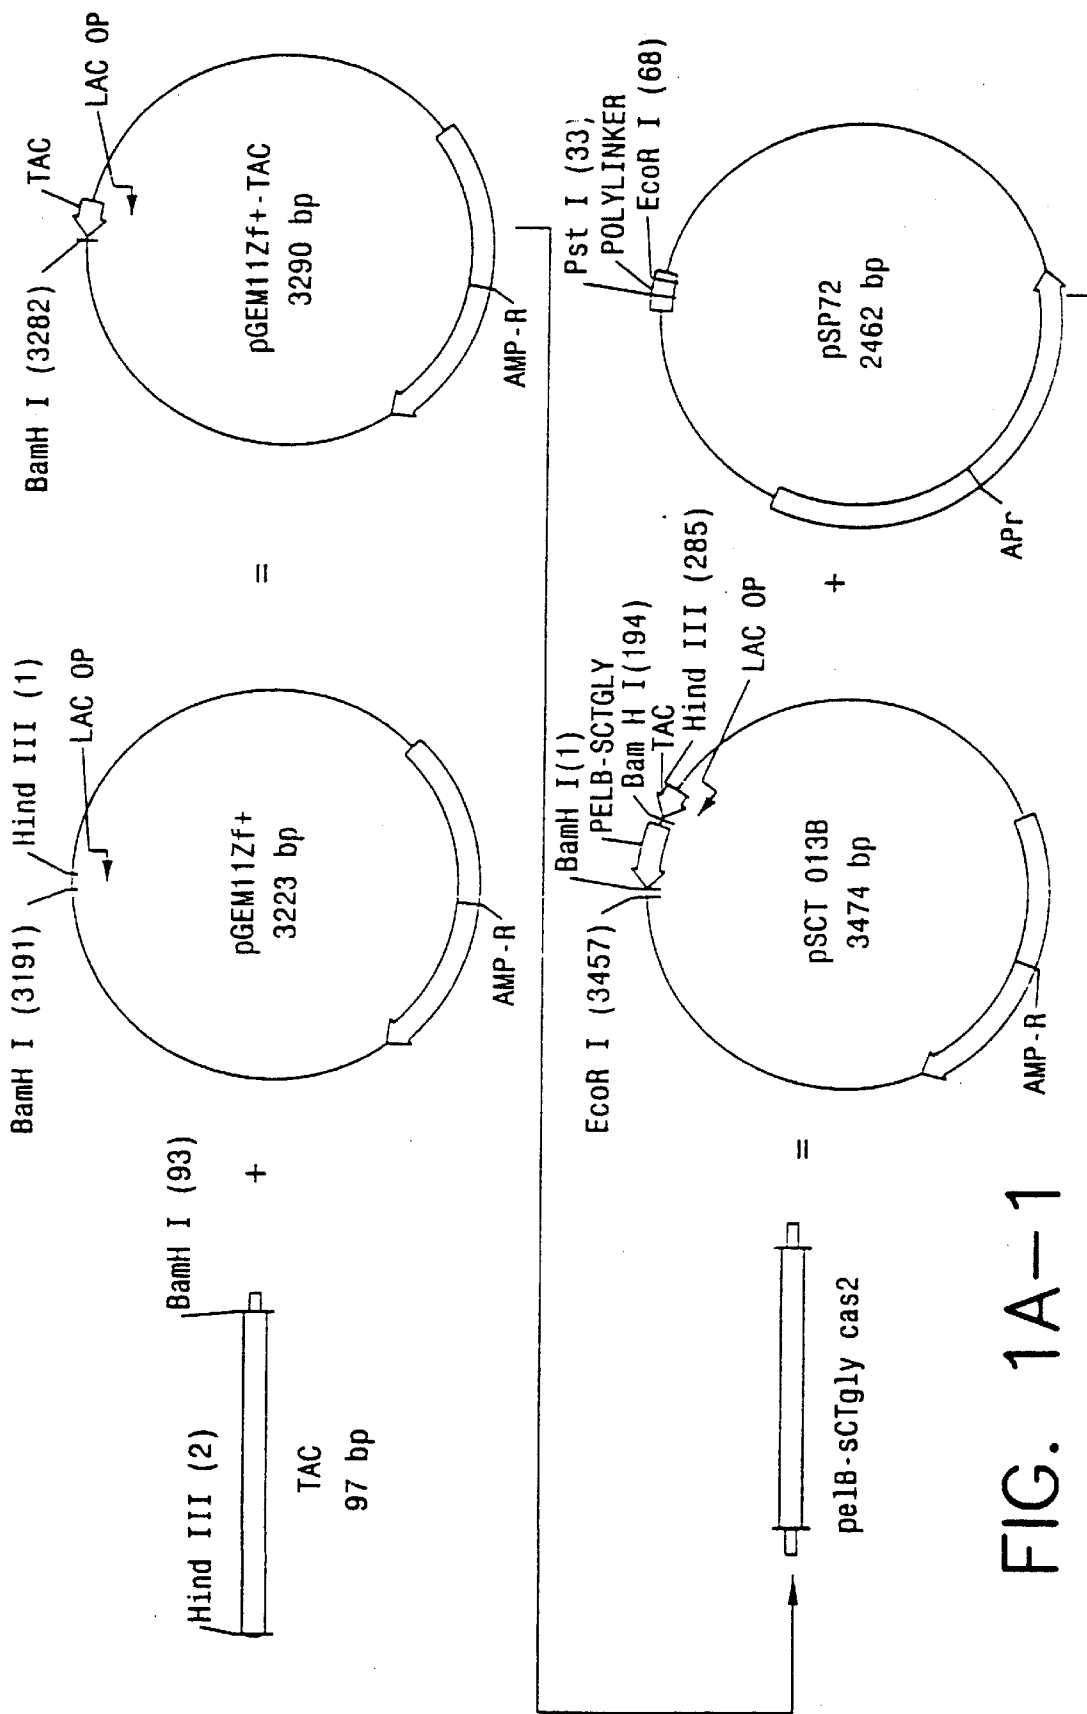 Hind III (2)
BamH I (93)
TAC
97 bp
+
BamH I (3191)
Hind III (1)
LAC OP
pGEM11Zf+
3223 bp
AMP-R
=
BamH I (3282)
TAC
LAC OP
pGEM11Zf+-TAC
3290 bp
AMP-R
pelB-sCTgly cas2
=
EcoR I (3457)
BamH I(1)
PELB-SCTGLY
Bam H I(194)
TAC
Hind III (285)
LAC OP
pSCT 013B
3474 bp
AMP-R
+
Pst I (33)
POLYLINKER
EcoR I (68)
pSP72
2462 bp
APr
FIG. 1A-1